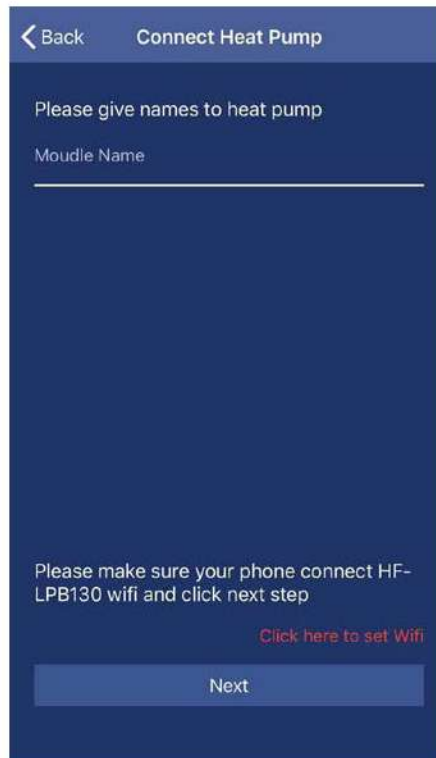 Back
Connect Heat Pump
Please give names to heat pump
Moudle Name
Please make sure your phone connect HF-
LPB130 wifi and click next step
Click here to set Wifi
Next